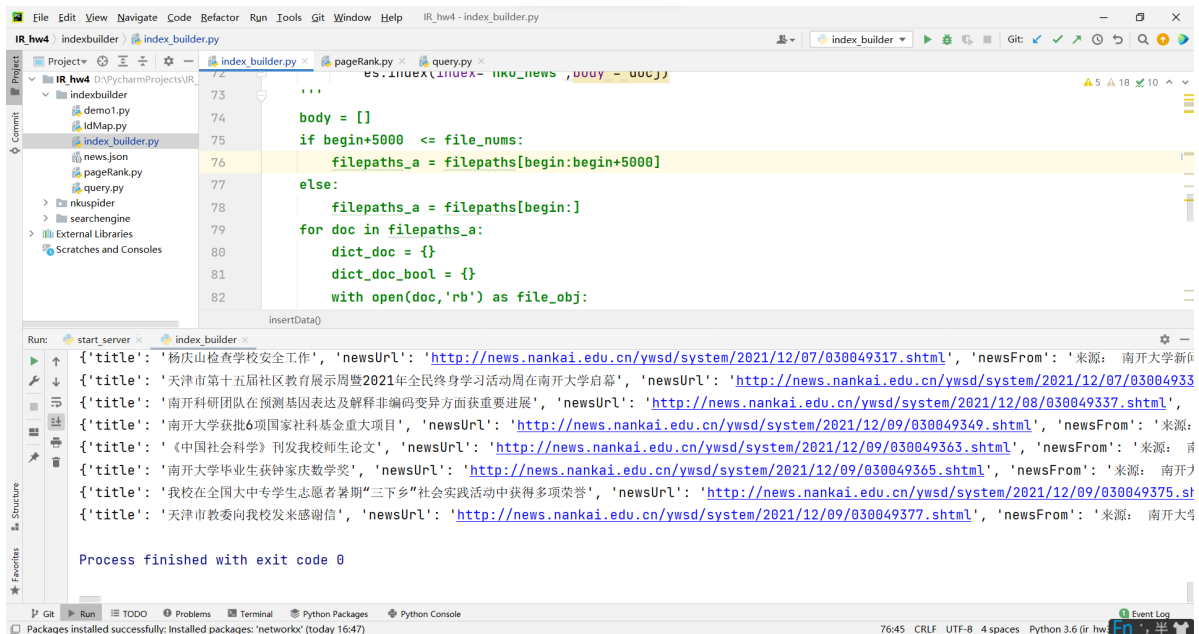 File Edit View Navigate Code Refactor Run Tools Git Window Help IR_hw4 - index_builder.py
IR_hw4 indexbuilder index_builder.py index_builder Git:
Project index_builder.py pageRank.py query.py
Project
Commit
Structure
Favorites
IR_hw4 D:\PycharmProjects\IR_
indexbuilder
demo1.py
IdMap.py
index_builder.py
news.json
pageRank.py
query.py
nkuspider
searchengine
External Libraries
Scratches and Consoles
5 18 10
72 es.index(index='nku_news',body = docj)
73 '''
74 body = []
75 if begin+5000 <= file_nums:
76 filepaths_a = filepaths[begin:begin+5000]
77 else:
78 filepaths_a = filepaths[begin:]
79 for doc in filepaths_a:
80 dict_doc = {}
81 dict_doc_bool = {}
82 with open(doc,'rb') as file_obj:
insertData()
Run: start_server index_builder
{'title': '杨庆山检查学校安全工作', 'newsUrl': 'http://news.nankai.edu.cn/ywsd/system/2021/12/07/030049317.shtml', 'newsFrom': '来源： 南开大学新闻
{'title': '天津市第十五届社区教育展示周暨2021年全民终身学习活动周在南开大学启幕', 'newsUrl': 'http://news.nankai.edu.cn/ywsd/system/2021/12/07/03004933
{'title': '南开科研团队在预测基因表达及解释非编码变异方面获重要进展', 'newsUrl': 'http://news.nankai.edu.cn/ywsd/system/2021/12/08/030049337.shtml',
{'title': '南开大学获批6项国家社科基金重大项目', 'newsUrl': 'http://news.nankai.edu.cn/ywsd/system/2021/12/09/030049349.shtml', 'newsFrom': '来源:
{'title': '《中国社会科学》刊发我校师生论文', 'newsUrl': 'http://news.nankai.edu.cn/ywsd/system/2021/12/09/030049363.shtml', 'newsFrom': '来源： 南
{'title': '南开大学毕业生获钟家庆数学奖', 'newsUrl': 'http://news.nankai.edu.cn/ywsd/system/2021/12/09/030049365.shtml', 'newsFrom': '来源： 南开大
{'title': '我校在全国大中专学生志愿者暑期“三下乡”社会实践活动中获得多项荣誉', 'newsUrl': 'http://news.nankai.edu.cn/ywsd/system/2021/12/09/030049375.sh
{'title': '天津市教委向我校发来感谢信', 'newsUrl': 'http://news.nankai.edu.cn/ywsd/system/2021/12/09/030049377.shtml', 'newsFrom': '来源： 南开大学
Process finished with exit code 0
Git Run TODO Problems Terminal Python Packages Python Console 1 Event Log
Packages installed successfully: Installed packages: 'networkx' (today 16:47) 76:45 CRLF UTF-8 4 spaces Python 3.6 (ir_hw
En 半